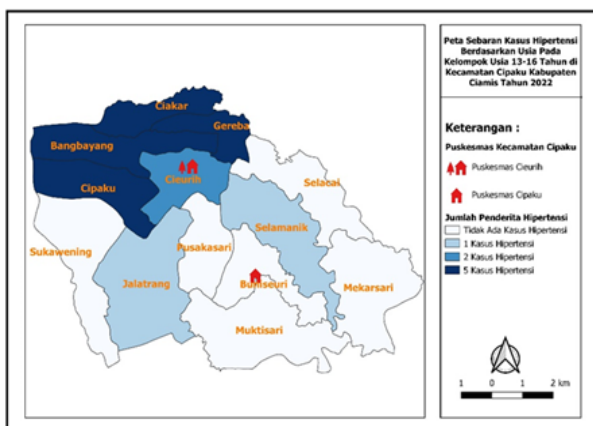 Peta Sebaran Kasus Hipertensi
Berdasarkan Usia Pada
Kelompok Usia 13-16 Tahun di
Kecamatan Cipaku Kabupaten
Ciamis Tahun 2022
Keterangan :
Puskesmas Kecamatan Cipaku
Puskesmas Cieurih
Puskesmas Cipaku
Jumlah Penderita Hipertensi
Tidak Ada Kasus Hipertensi
1 Kasus Hipertensi
2 Kasus Hipertensi
5 Kasus Hipertensi
1 0 1 2 km
Ciakar
Gereba
Bangbayang
Cipaku
Cieurih
Selacai
Sukawening
Selamanik
Pusakasari
Jalatrang
Buniseuri
Mekarsari
Muktisari